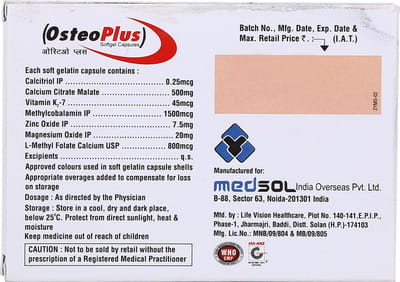 OsteoPlus
Softgel Capsules
ओस्टिओ प्लस
Each soft gelatin capsule contains :
Calcitriol IP 0.25mcg
Calcium Citrate Malate 500mg
Vitamin K2-7 45mcg
Methylcobalamin IP 1500mcg
Zinc Oxide IP 7.5mg
Magnesium Oxide IP 20mg
L-Methyl Folate Calcium USP 800mcg
Excipients q.s.
Approved colours used in soft gelatin capsule shells
Appropriate overages added to compensate for loss
on storage
Dosage : As directed by the Physician
Storage : Store in a cool, dry and dark place,
below 25°C. Protect from direct sunlight, heat &
moisture
Keep medicine out of reach of children
CAUTION : Not to be sold by retail without the
prescription of a Registered Medical Practitioner
Batch No., Mfg. Date, Exp. Date &
Max. Retail Price ₹ . : (I.A.T.)
ZYMS-02
Manufactured for:
medsol India Overseas Pvt. Ltd.
B-88, Sector 63, Noida-201301 India
Mfd. by : Life Vision Healthcare, Plot No. 140-141, E.P.I.P.,
Phase-1, Jharmajri, Baddi, Distt. Solan (H.P.)-174103
Mfg. Lic.No.: MNB/09/804 & MB/09/805
WHO
GMP